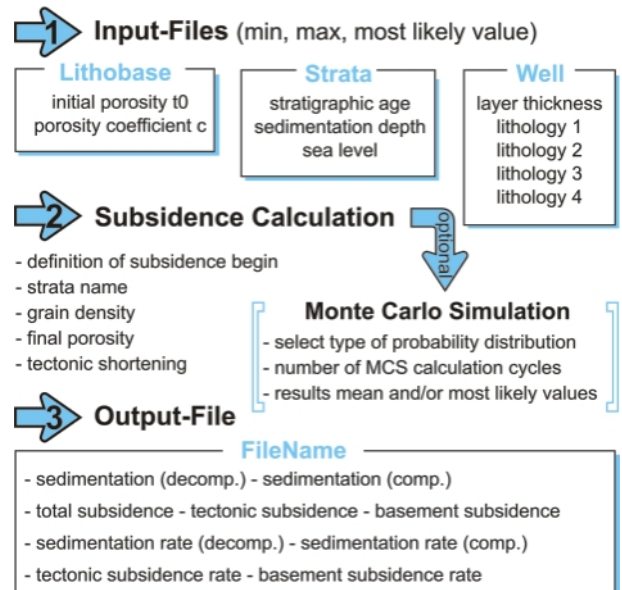 1 Input-Files (min, max, most likely value)
Lithobase
initial porosity t0
porosity coefficient c
Strata
stratigraphic age
sedimentation depth
sea level
Well
layer thickness
lithology 1
lithology 2
lithology 3
lithology 4
2 Subsidence Calculation
optional
- definition of subsidence begin
- strata name
- grain density
- final porosity
- tectonic shortening
Monte Carlo Simulation
- select type of probability distribution
- number of MCS calculation cycles
- results mean and/or most likely values
3 Output-File
FileName
- sedimentation (decomp.) - sedimentation (comp.)
- total subsidence - tectonic subsidence - basement subsidence
- sedimentation rate (decomp.) - sedimentation rate (comp.)
- tectonic subsidence rate - basement subsidence rate